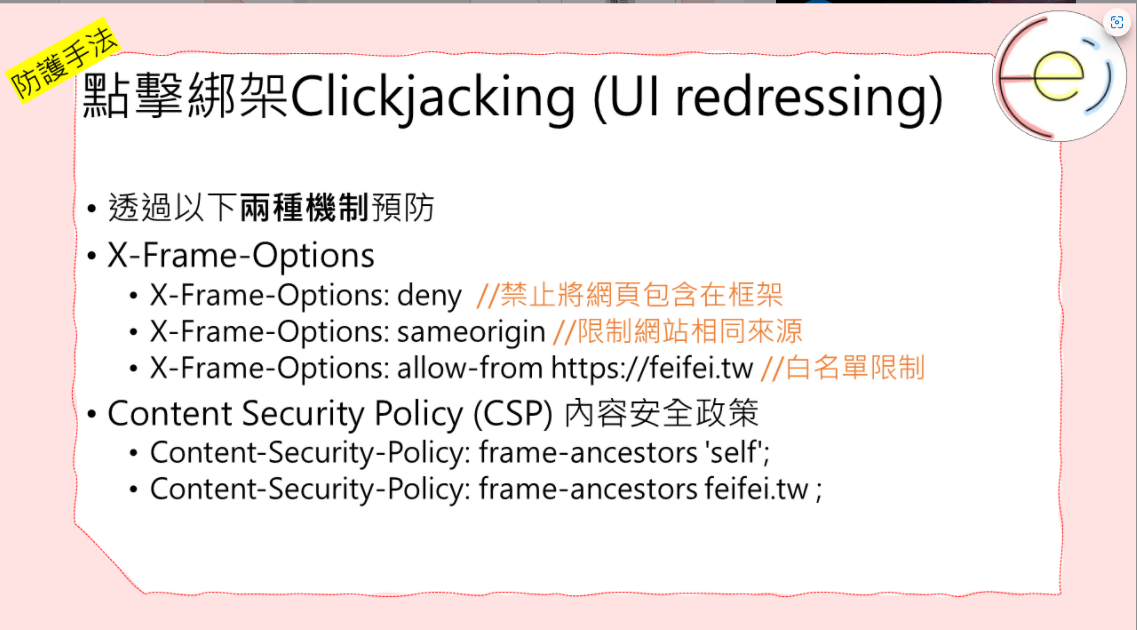 防護手法
點擊綁架Clickjacking (UI redressing)
• 透過以下兩種機制預防
• X-Frame-Options
• X-Frame-Options: deny //禁止將網頁包含在框架
• X-Frame-Options: sameorigin //限制網站相同來源
• X-Frame-Options: allow-from https://feifei.tw //白名單限制
• Content Security Policy (CSP) 內容安全政策
• Content-Security-Policy: frame-ancestors 'self';
• Content-Security-Policy: frame-ancestors feifei.tw ;